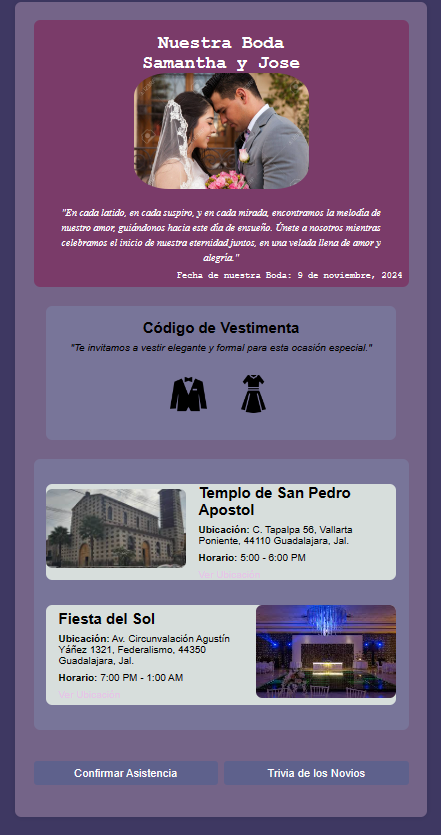 Nuestra Boda
Samantha y Jose
"En cada latido, en cada suspiro, y en cada mirada, encontramos la melodía de
nuestro amor, guiándonos hacia este día de ensueño. Únete a nosotros mientras
celebramos el inicio de nuestra eternidad juntos, en una velada llena de amor y
alegría."
Fecha de nuestra Boda: 9 de noviembre, 2024
Código de Vestimenta
"Te invitamos a vestir elegante y formal para esta ocasión especial."
Templo de San Pedro
Apostol
Ubicación: C. Tapalpa 56, Vallarta
Poniente, 44110 Guadalajara, Jal.
Horario: 5:00 - 6:00 PM
Ver Ubicación
Fiesta del Sol
Ubicación: Av. Circunvalación Agustín
Yáñez 1321, Federalismo, 44350
Guadalajara, Jal.
Horario: 7:00 PM - 1:00 AM
Ver Ubicación
Confirmar Asistencia
Trivia de los Novios